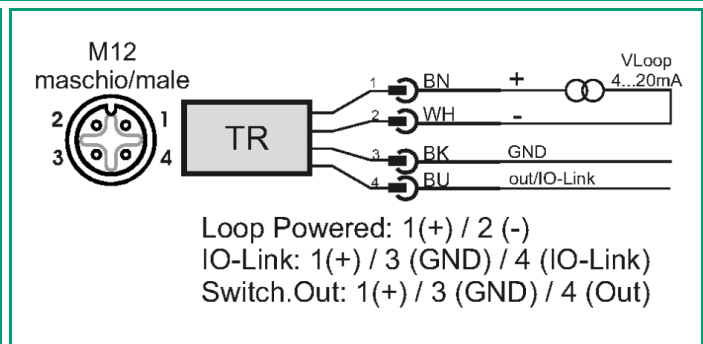 M12
maschio/male
2 1
3 4
TR
1 BN + VLoop
4...20mA
2 WH -
3 BK GND
4 BU out/IO-Link
Loop Powered: 1(+) / 2 (-)
IO-Link: 1(+) / 3 (GND) / 4 (IO-Link)
Switch.Out: 1(+) / 3 (GND) / 4 (Out)